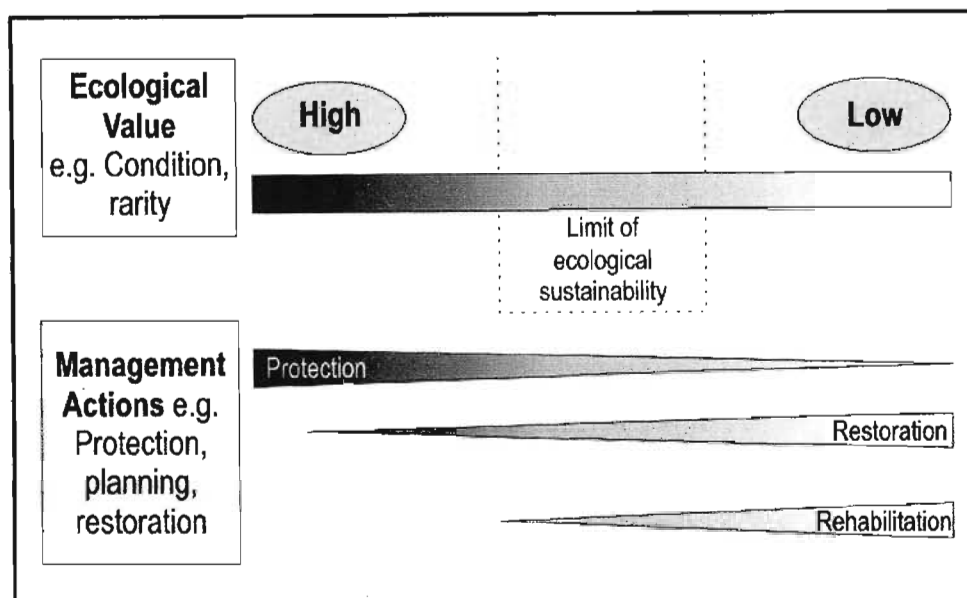 Ecological
Value
e.g. Condition,
rarity
High
Low
Limit of
ecological
sustainability
Management
Actions e.g.
Protection,
planning,
restoration
Protection
Restoration
Rehabilitation